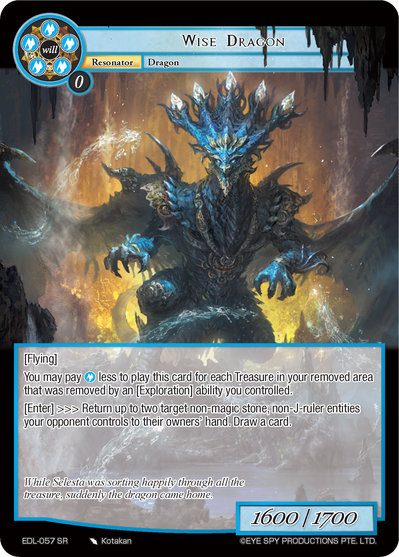 Wise Dragon
will
Resonator Dragon
0
[Flying]
You may pay less to play this card for each Treasure in your removed area
that was removed by an [Exploration] ability you controlled.
[Enter] >>> Return up to two target non-magic stone, non-J-ruler entities
your opponent controls to their owners' hand. Draw a card.
While Selesta was sorting happily through all the
treasure, suddenly the dragon came home.
1600 / 1700
EDL-057 SR Kotakan ©EYE SPY PRODUCTIONS PTE. LTD.